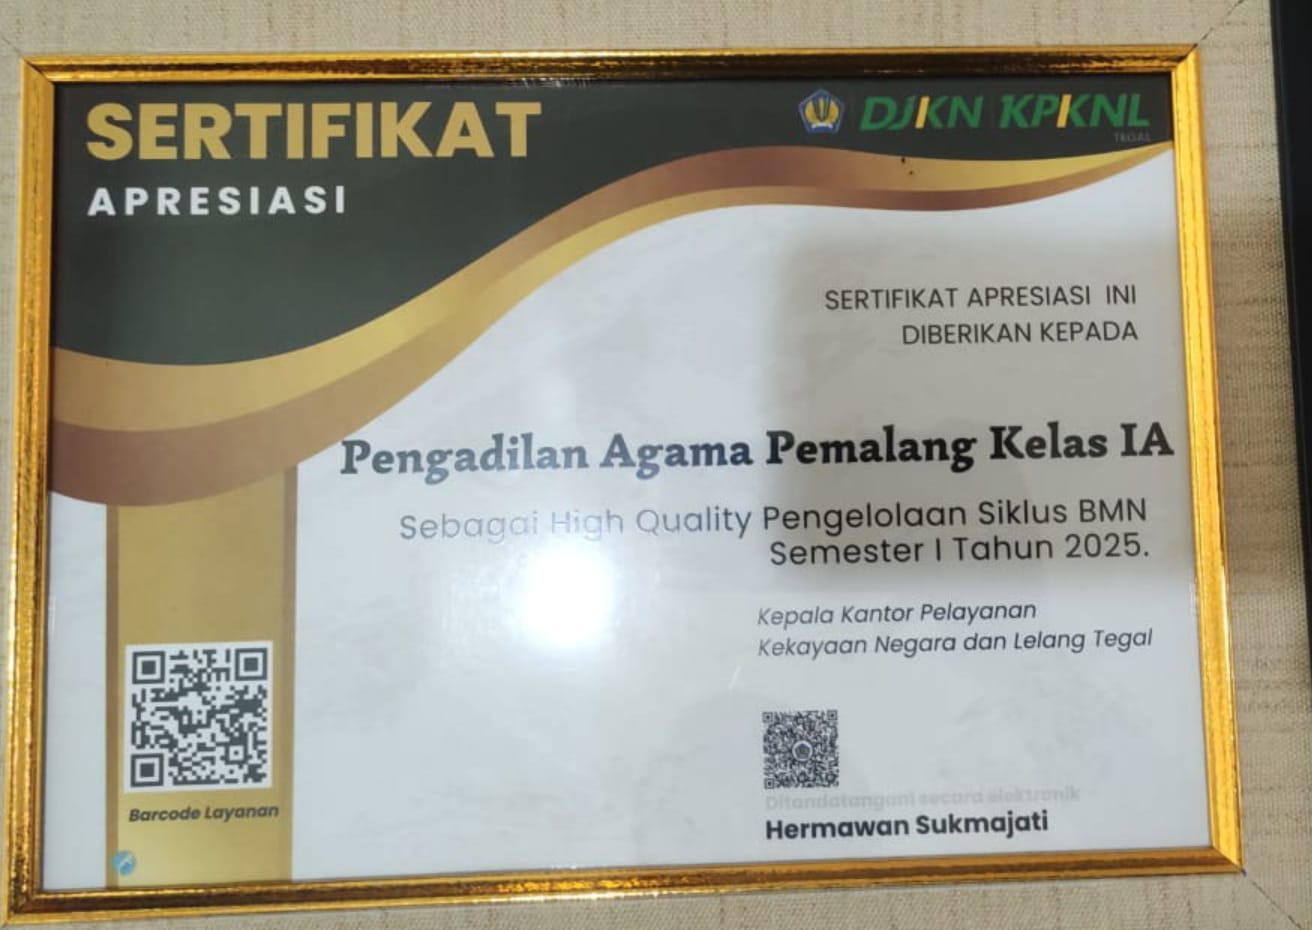 SERTIFIKAT
APRESIASI
DJKN KPKNL
TEGAL
SERTIFIKAT APRESIASI INI
DIBERIKAN KEPADA
Pengadilan Agama Pemalang Kelas IA
Sebagai High Quality Pengelolaan Siklus BMN
Semester I Tahun 2025.
Kepala Kantor Pelayanan
Kekayaan Negara dan Lelang Tegal
Ditandatangani secara elektronik
Hermawan Sukmajati
Barcode Layanan